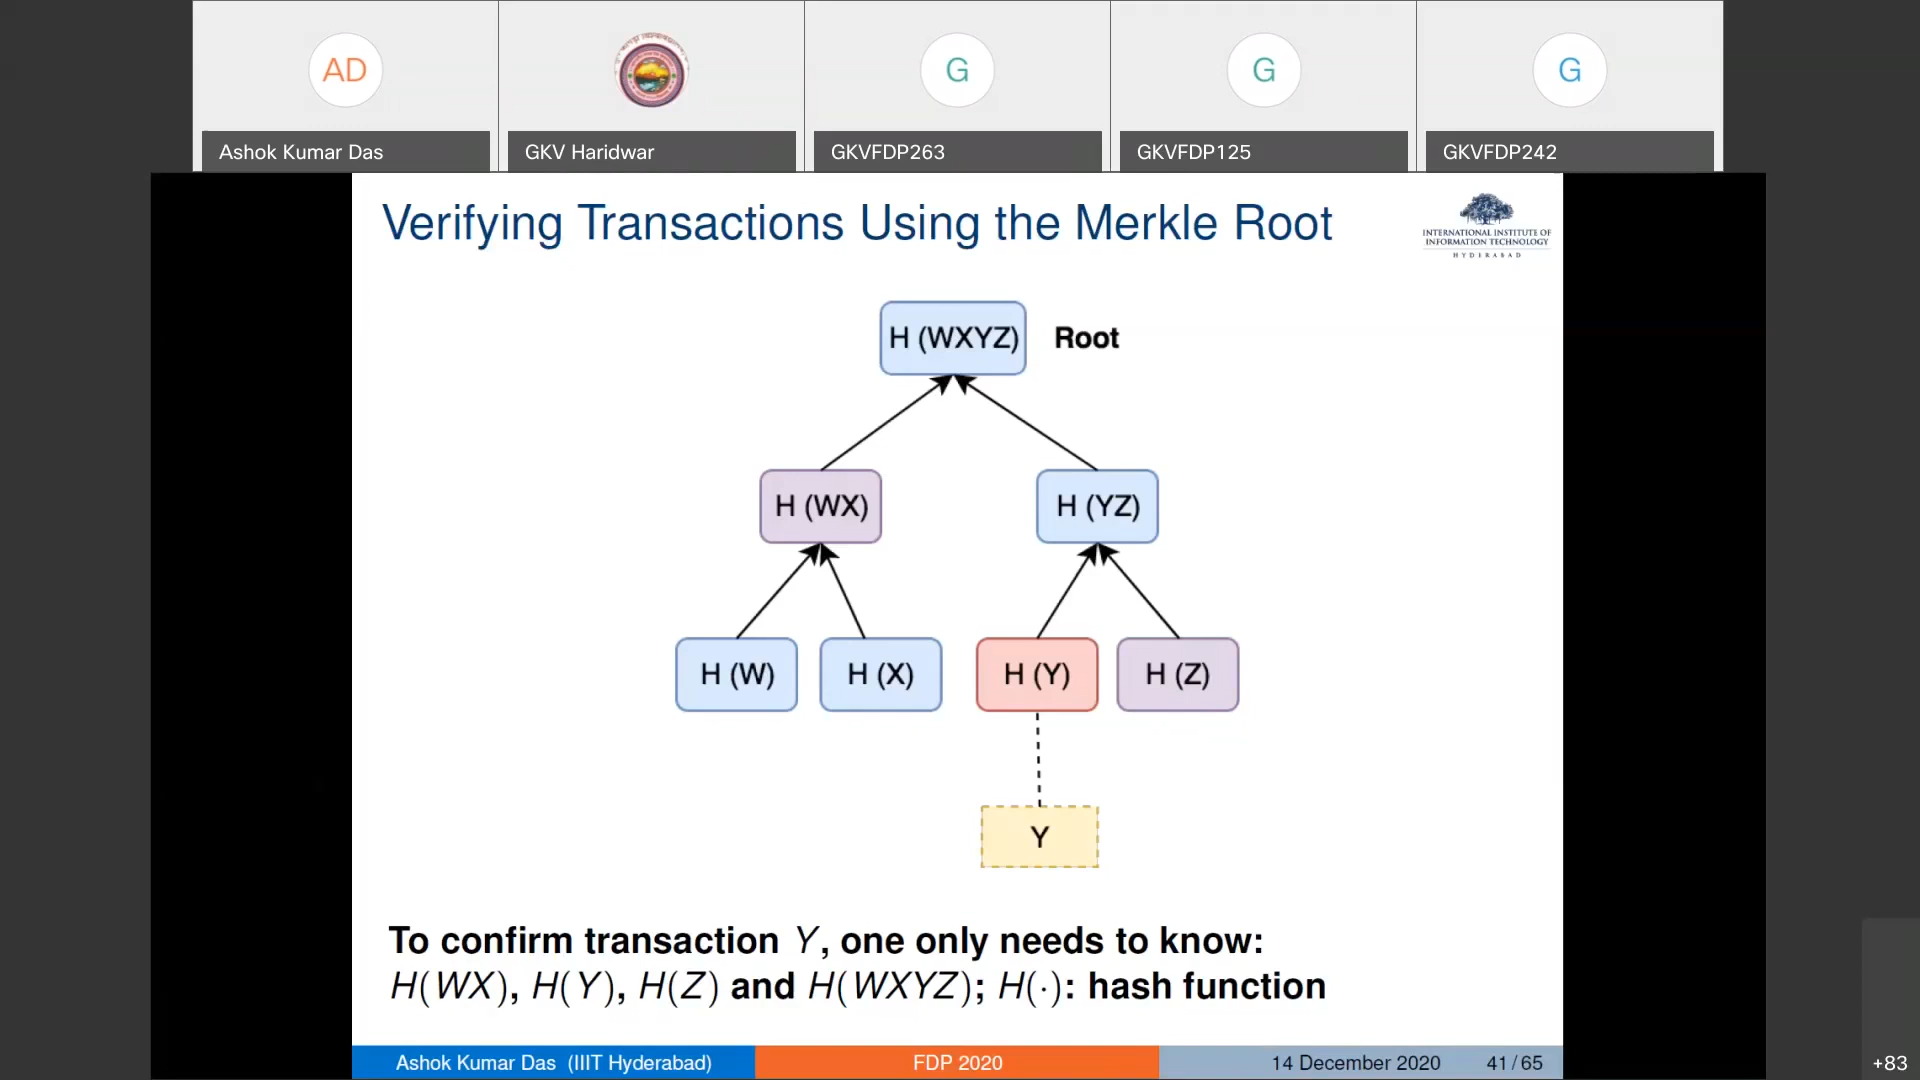 AD
G
G
G
Ashok Kumar Das
GKV Haridwar
GKVFDP263
GKVFDP125
GKVFDP242
Verifying Transactions Using the Merkle Root
INTERNATIONAL INSTITUTE OF
INFORMATION TECHNOLOGY
HYDERABAD
H (WXYZ)
Root
H (WX)
H (YZ)
H (W)
H (X)
H (Y)
H (Z)
Y
To confirm transaction Y, one only needs to know:
H(WX), H(Y), H(Z) and H(WXYZ); H(·): hash function
Ashok Kumar Das (IIIT Hyderabad)
FDP 2020
14 December 2020
41 / 65
+83